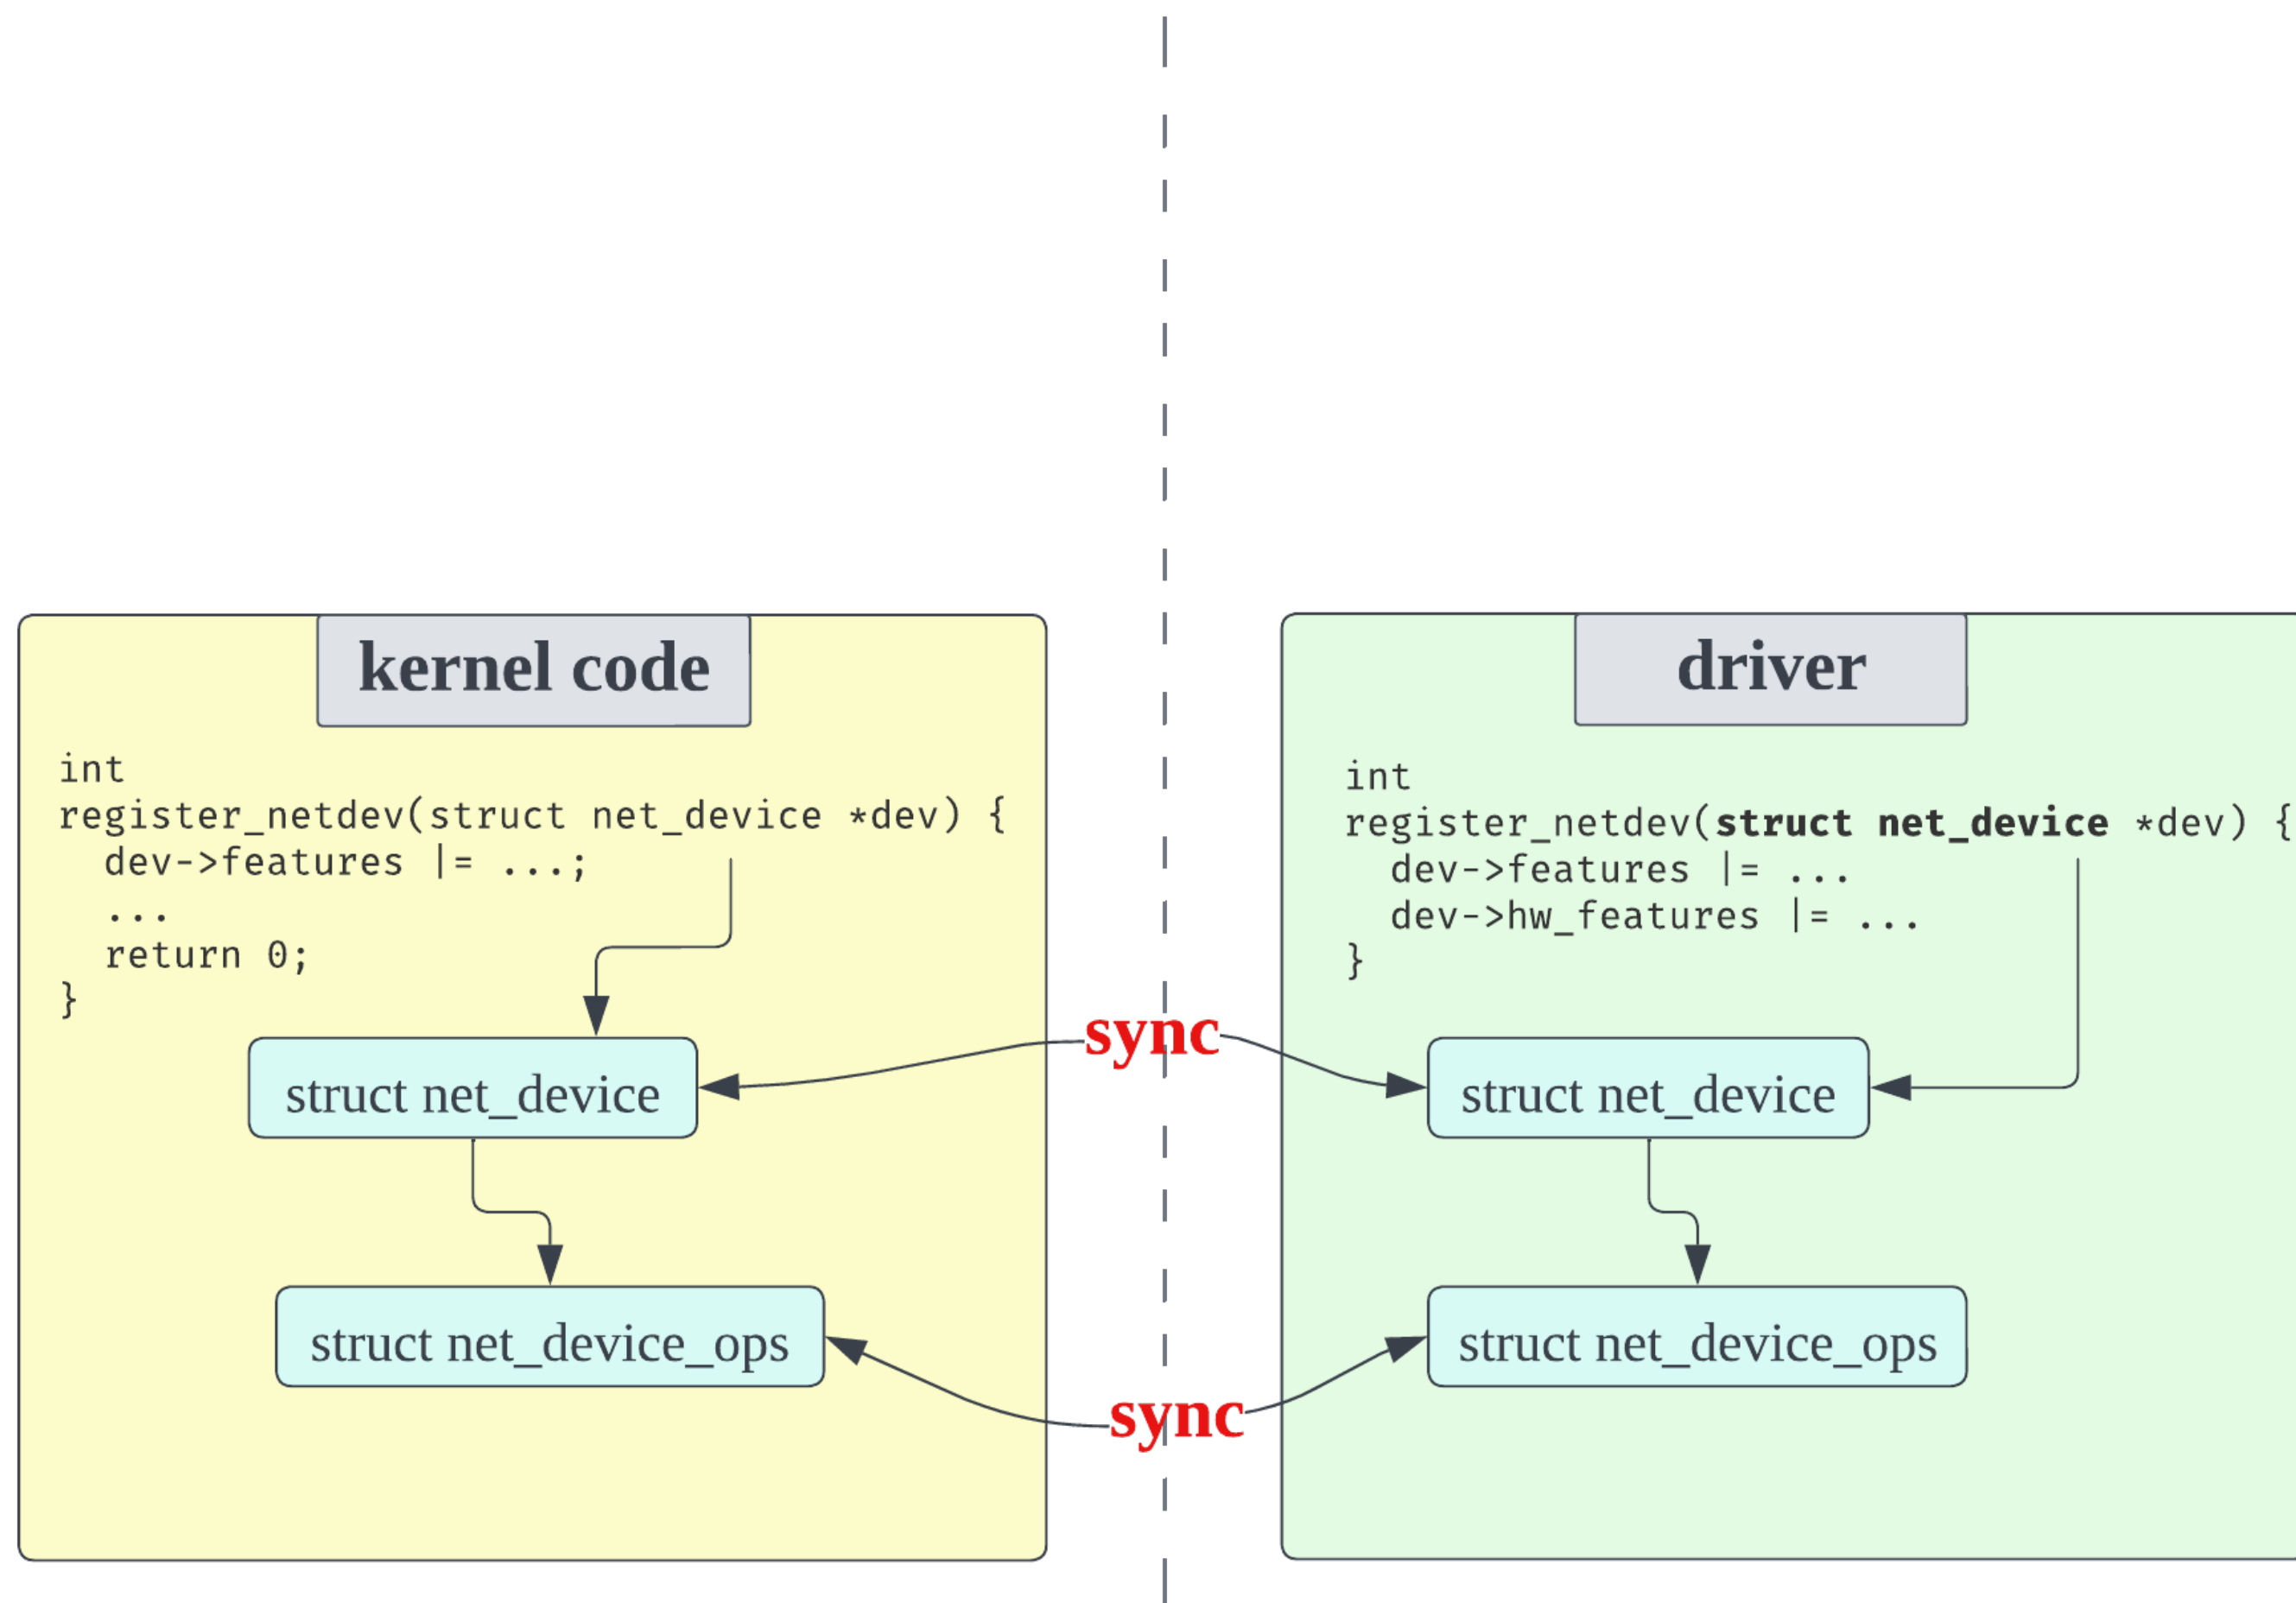 kernel code
int
register_netdev(struct net_device *dev) {
  dev->features |= ...;
  ...
  return 0;
}
struct net_device
struct net_device_ops
sync
sync
driver
int
register_netdev(struct net_device *dev) {
  dev->features |= ...
  dev->hw_features |= ...
}
struct net_device
struct net_device_ops